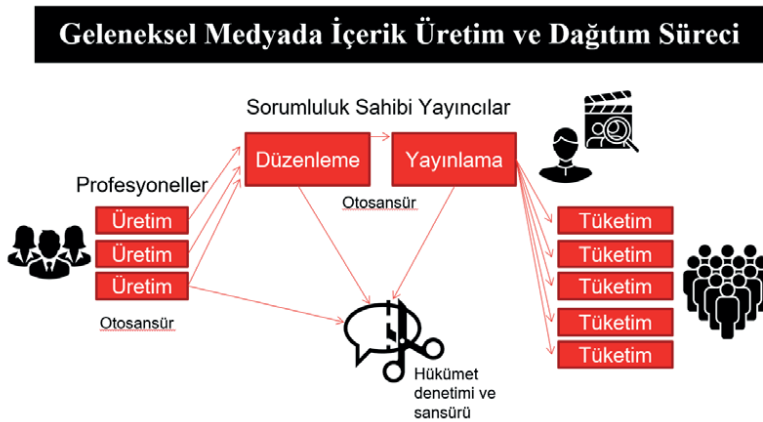 Geleneksel Medyada İçerik Üretim ve Dağıtım Süreci
Sorumluluk Sahibi Yayıncılar
Düzenleme
Yayınlama
Profesyoneller
Otosansür
Üretim
Üretim
Üretim
Otosansür
Tüketim
Tüketim
Tüketim
Tüketim
Tüketim
Hükümet
denetimi ve
sansürü